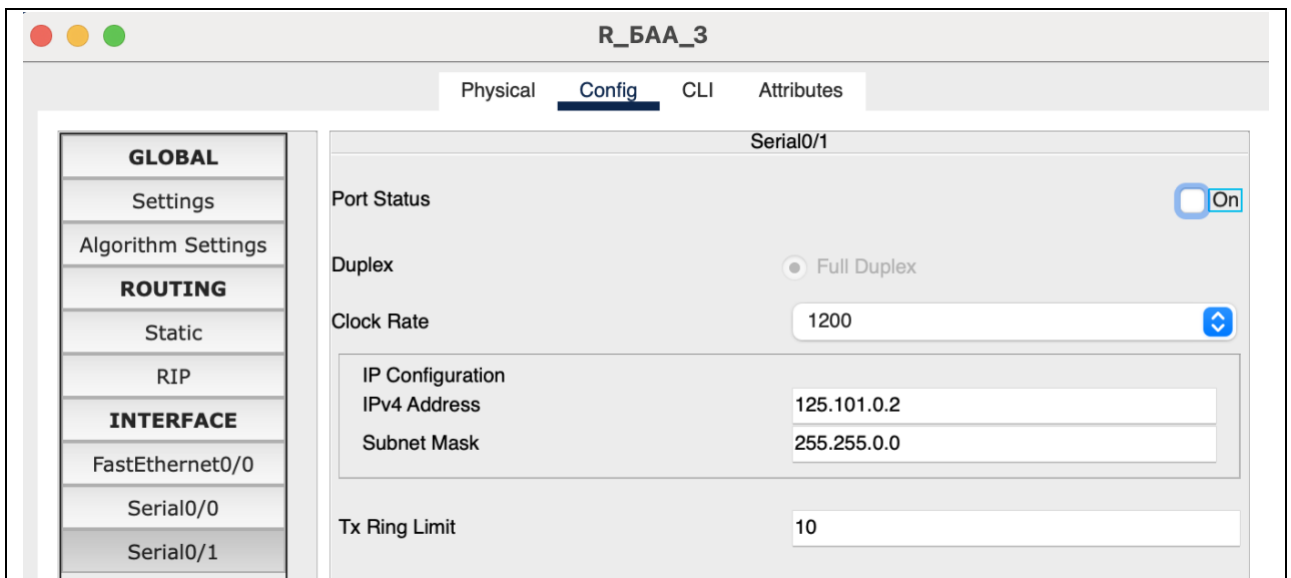 R_БАА_3
Physical Config CLI Attributes
GLOBAL
Settings
Algorithm Settings
ROUTING
Static
RIP
INTERFACE
FastEthernet0/0
Serial0/0
Serial0/1
Serial0/1
Port Status On
Duplex Full Duplex
Clock Rate 1200
IP Configuration
IPv4 Address 125.101.0.2
Subnet Mask 255.255.0.0
Tx Ring Limit 10